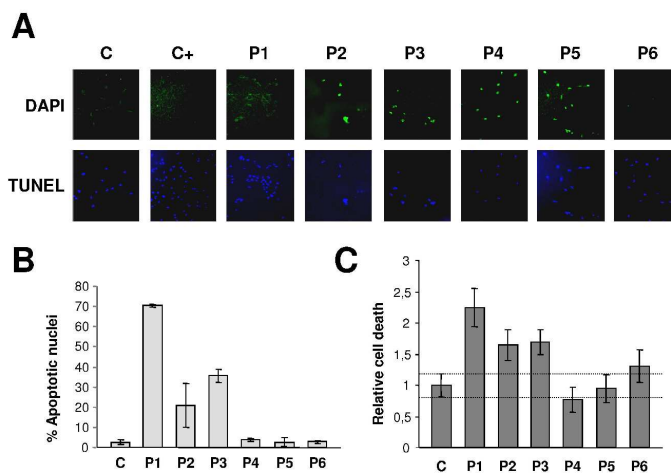 A
C C+ P1 P2 P3 P4 P5 P6
DAPI
TUNEL
B
% Apoptotic nuclei
80
70
60
50
40
30
20
10
0
C P1 P2 P3 P4 P5 P6
C
Relative cell death
3
2,5
2
1,5
1
0,5
0
C P1 P2 P3 P4 P5 P6